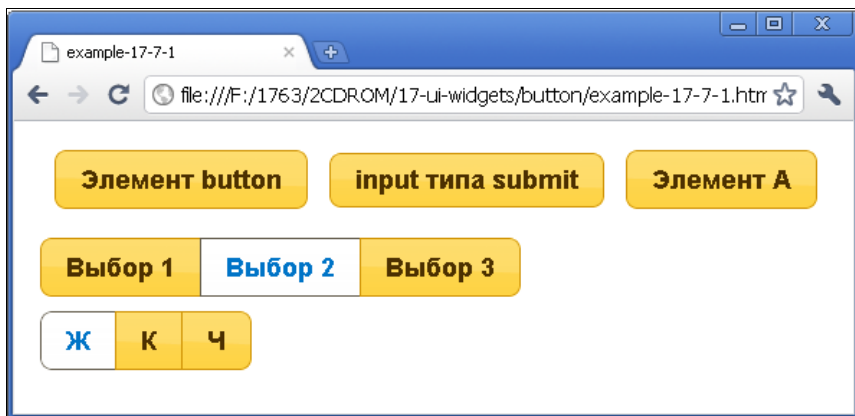 example-17-7-1
file:///F:/1763/2CDROM/17-ui-widgets/button/example-17-7-1.htm
Элемент button input типа submit Элемент А
Выбор 1 Выбор 2 Выбор 3
Ж К Ч